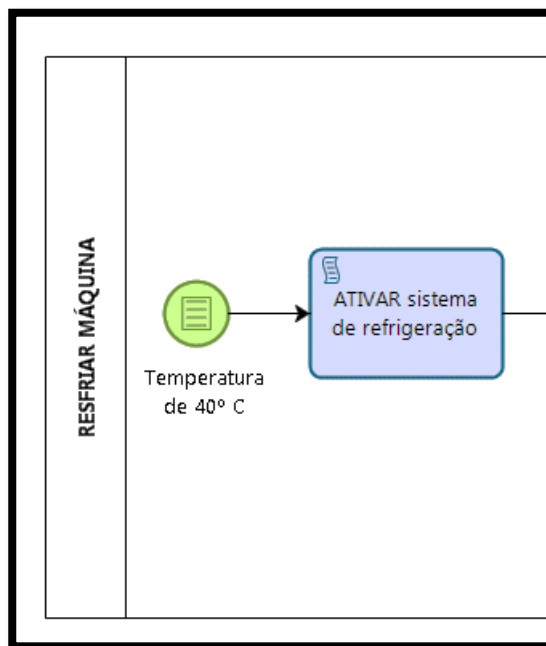 RESFRIAR MÁQUINA
Temperatura
de 40º C
ATIVAR sistema
de refrigeração